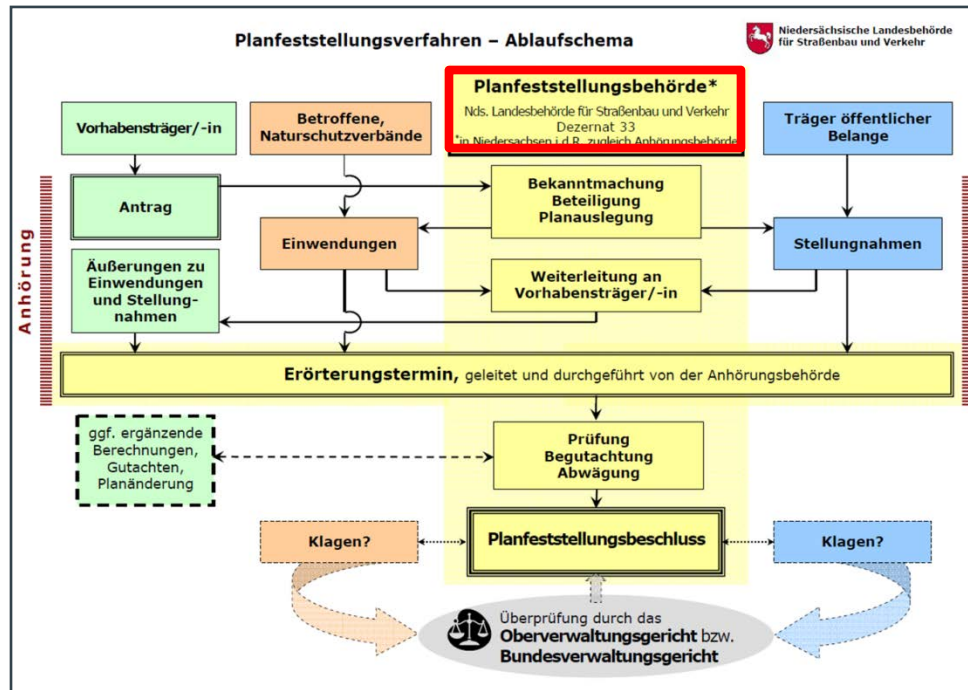 Planfeststellungsverfahren – Ablaufschema
Niedersächsische Landesbehörde
für Straßenbau und Verkehr
Planfeststellungsbehörde*
Nds. Landesbehörde für Straßenbau und Verkehr
Dezernat 33
*in Niedersachsen i.d.R. zugleich Anhörungsbehörde
Vorhabensträger/-in
Betroffene,
Naturschutzverbände
Träger öffentlicher
Belange
Anhörung
Antrag
Bekanntmachung
Beteiligung
Planauslegung
Einwendungen
Stellungnahmen
Äußerungen zu
Einwendungen
und Stellung-
nahmen
Weiterleitung an
Vorhabensträger/-in
Erörterungstermin, geleitet und durchgeführt von der Anhörungsbehörde
ggf. ergänzende
Berechnungen,
Gutachten,
Planänderung
Prüfung
Begutachtung
Abwägung
Klagen?
Planfeststellungsbeschluss
Klagen?
Überprüfung durch das
Oberverwaltungsgericht bzw.
Bundesverwaltungsgericht